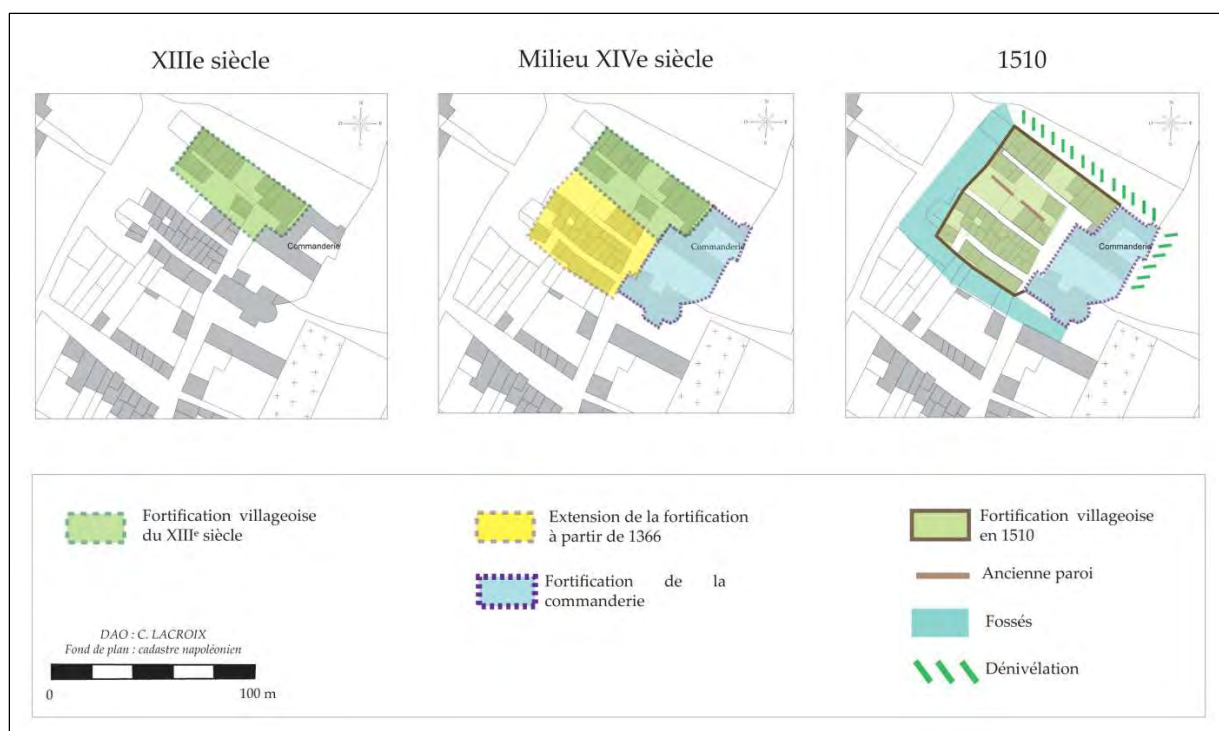 XIIIe siècle
Milieu XIVe siècle
1510
N
O
E
S
Commanderie
N
O
E
S
Commanderie
N
O
E
S
Commanderie
Fortification villageoise
du XIIIᵉ siècle
Extension de la fortification
à partir de 1366
Fortification de la
commanderie
Fortification villageoise
en 1510
Ancienne paroi
Fossés
Dénivélation
DAO : C. LACROIX
Fond de plan : cadastre napoléonien
0
100 m